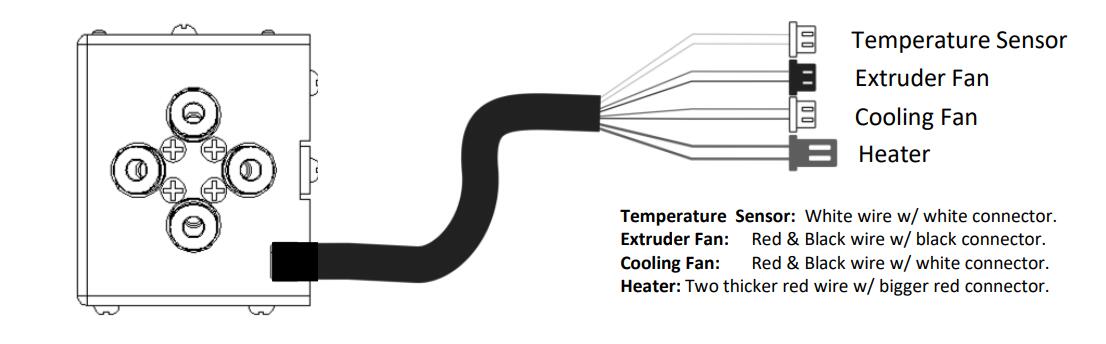 Temperature Sensor
Extruder Fan
Cooling Fan
Heater
Temperature Sensor: White wire w/ white connector.
Extruder Fan: Red & Black wire w/ black connector.
Cooling Fan: Red & Black wire w/ white connector.
Heater: Two thicker red wire w/ bigger red connector.